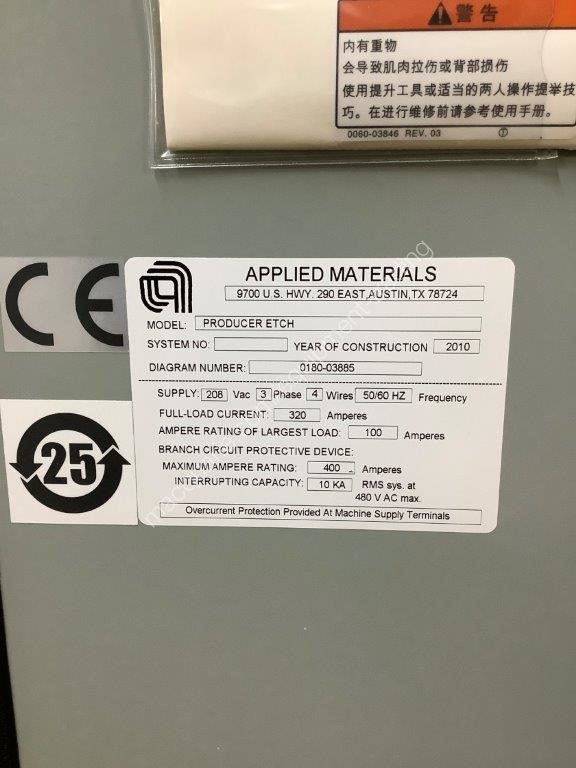 警告
内有重物
会导致肌肉拉伤或背部损伤
使用提升工具或适当的两人操作提举技
巧。在进行维修前请参考使用手册。
0060-03846 REV. 03
CE
APPLIED MATERIALS
9700 U.S. HWY. 290 EAST,AUSTIN,TX 78724
MODEL: PRODUCER ETCH
SYSTEM NO: YEAR OF CONSTRUCTION 2010
DIAGRAM NUMBER: 0180-03885
SUPPLY: 208 Vac 3 Phase 4 Wires 50/60 HZ Frequency
FULL-LOAD CURRENT: 320 Amperes
AMPERE RATING OF LARGEST LOAD: 100 Amperes
BRANCH CIRCUIT PROTECTIVE DEVICE:
MAXIMUM AMPERE RATING: 400 Amperes
INTERRUPTING CAPACITY: 10 KA RMS sys. at
480 V AC max.
Overcurrent Protection Provided At Machine Supply Terminals
25